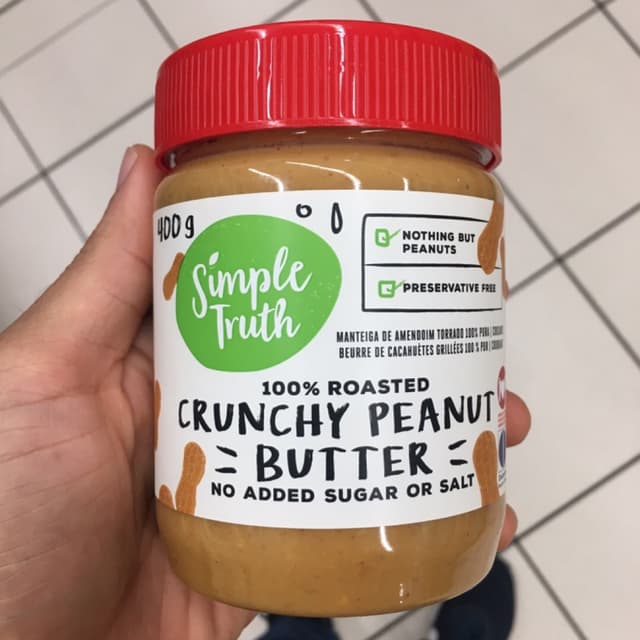 400 g
Simple
Truth
NOTHING BUT
PEANUTS
PRESERVATIVE FREE
MANTEIGA DE AMENDOIM TORRADO 100% PURA |
BEURRE DE CACAHUÈTES GRILLÉES 100 % PUR |
100% ROASTED
CRUNCHY PEANUT
BUTTER
NO ADDED SUGAR OR SALT